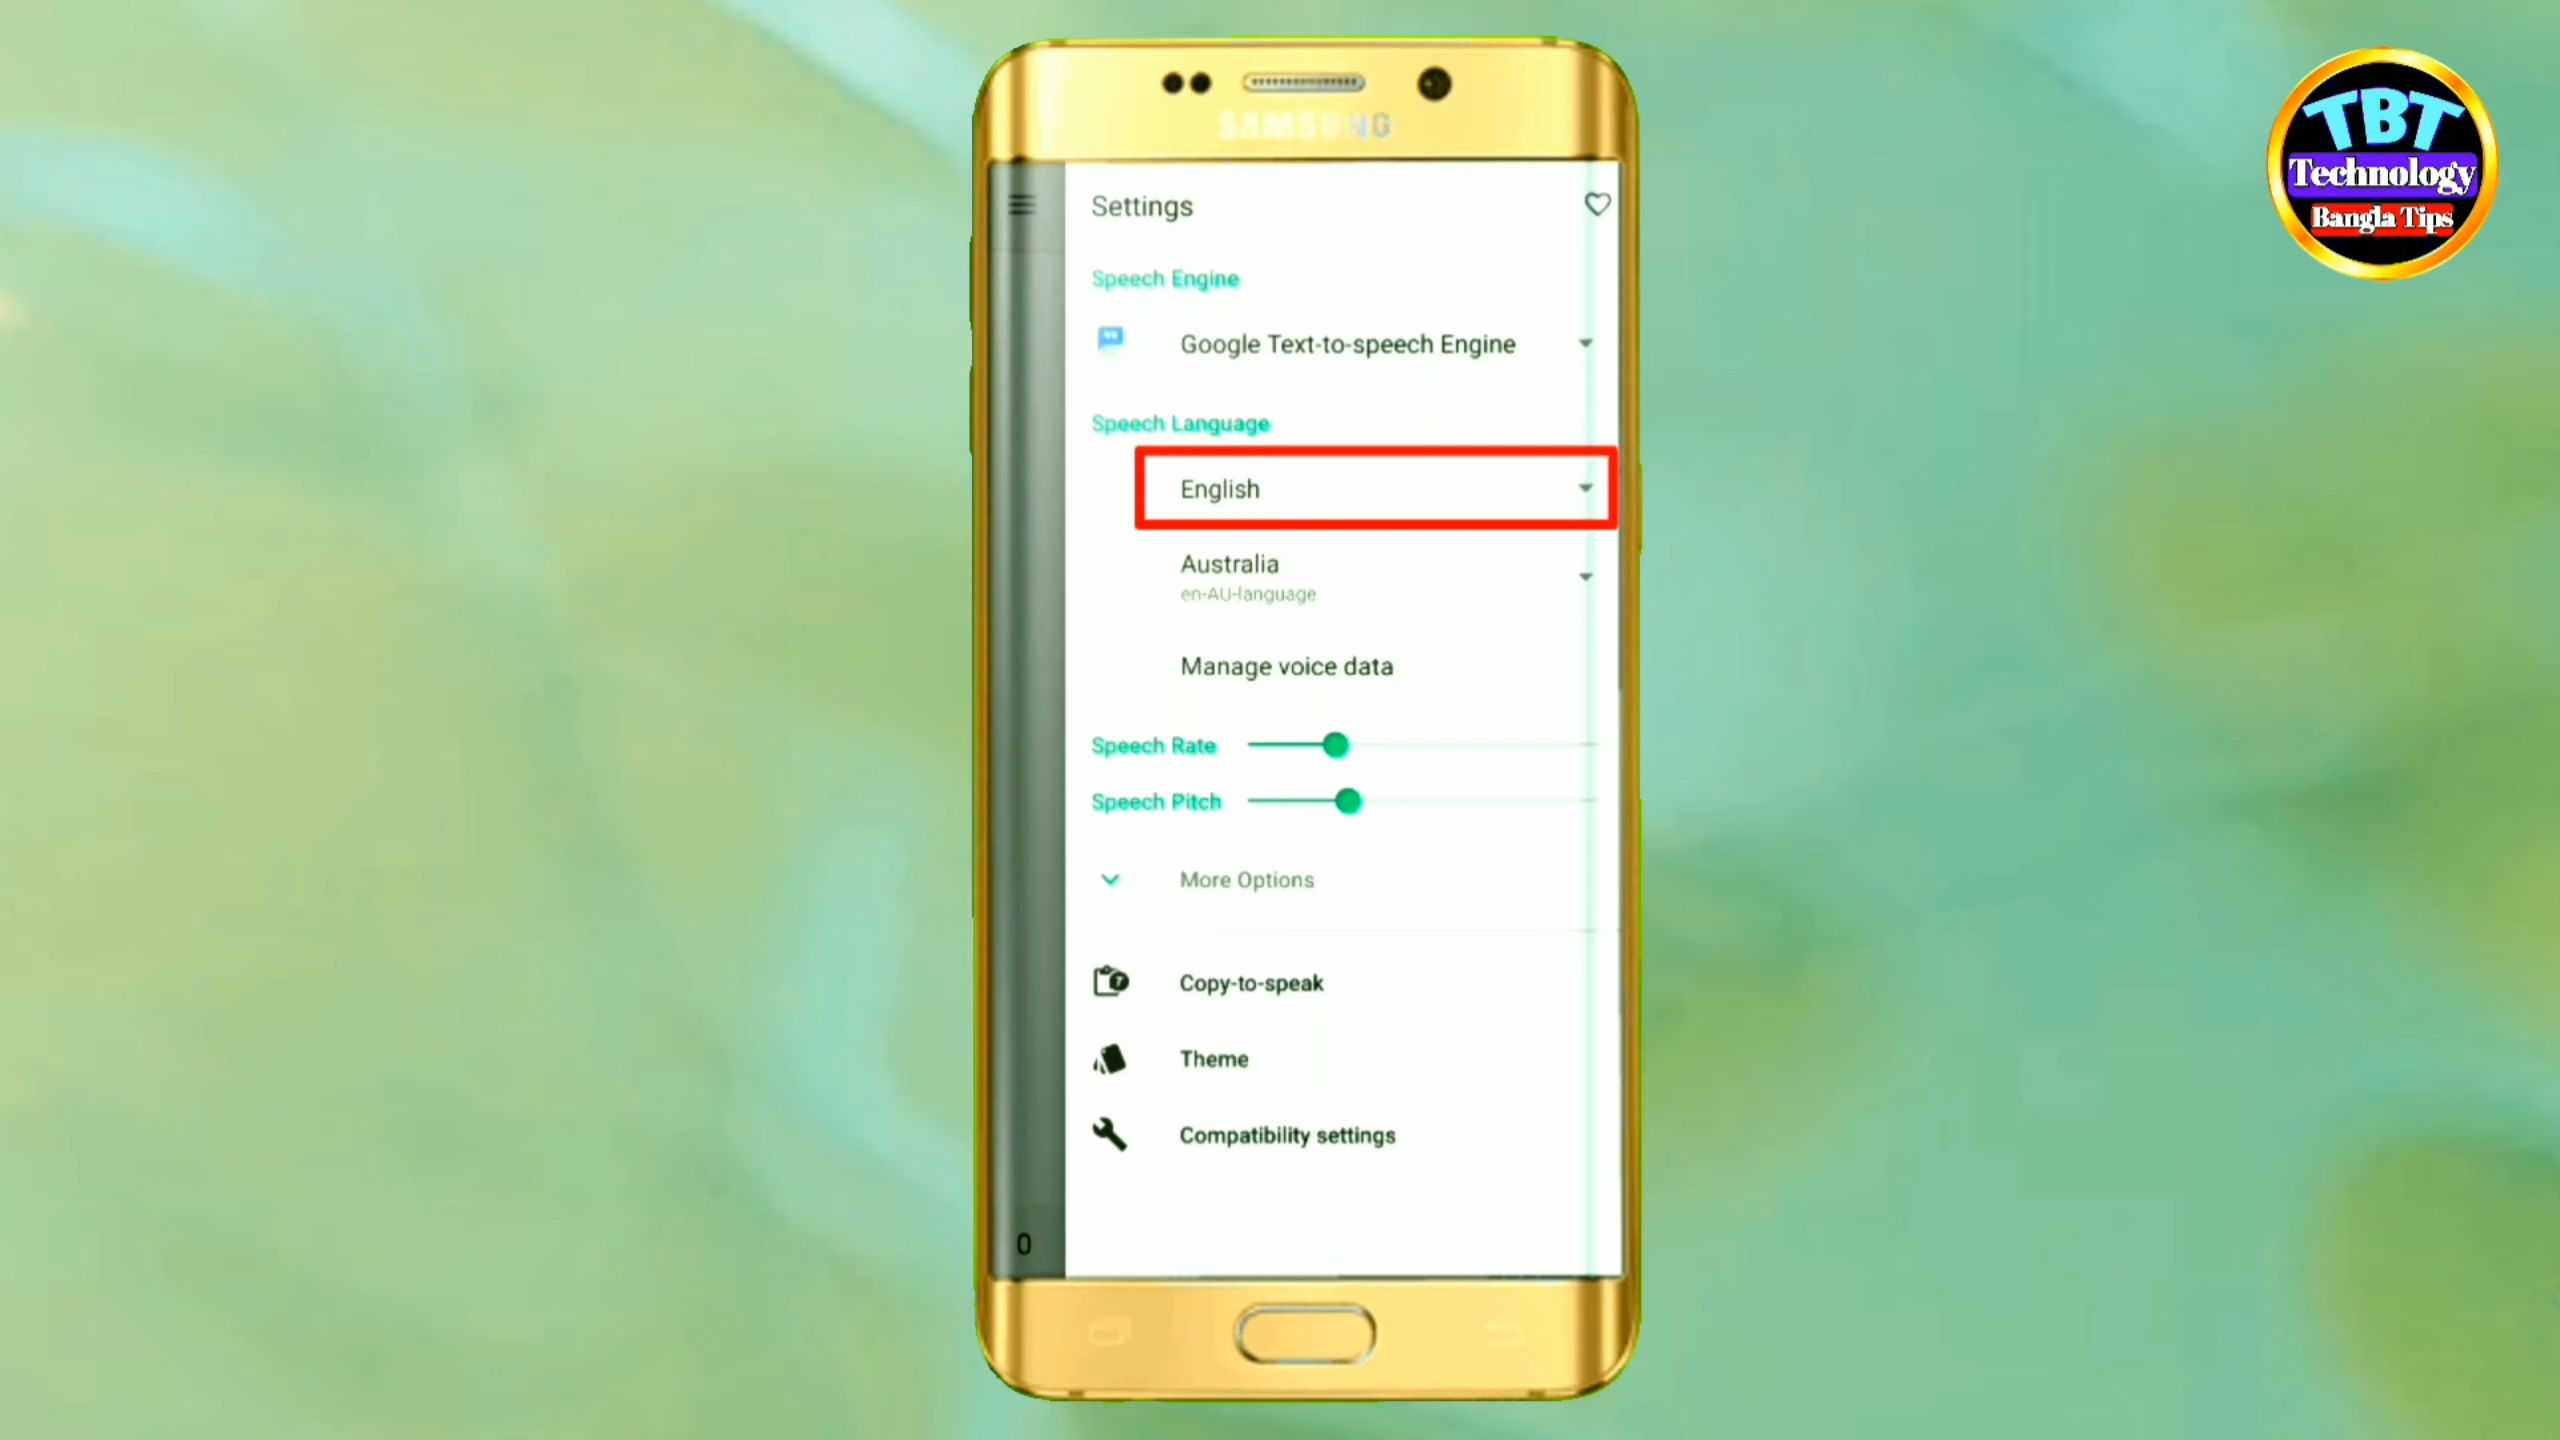 SAMSUNG
TBT
Technology
Bangla Tips
Settings
Speech Engine
Google Text-to-speech Engine
Speech Language
English
Australia
en-AU-language
Manage voice data
Speech Rate
Speech Pitch
More Options
Copy-to-speak
Theme
Compatibility settings
0